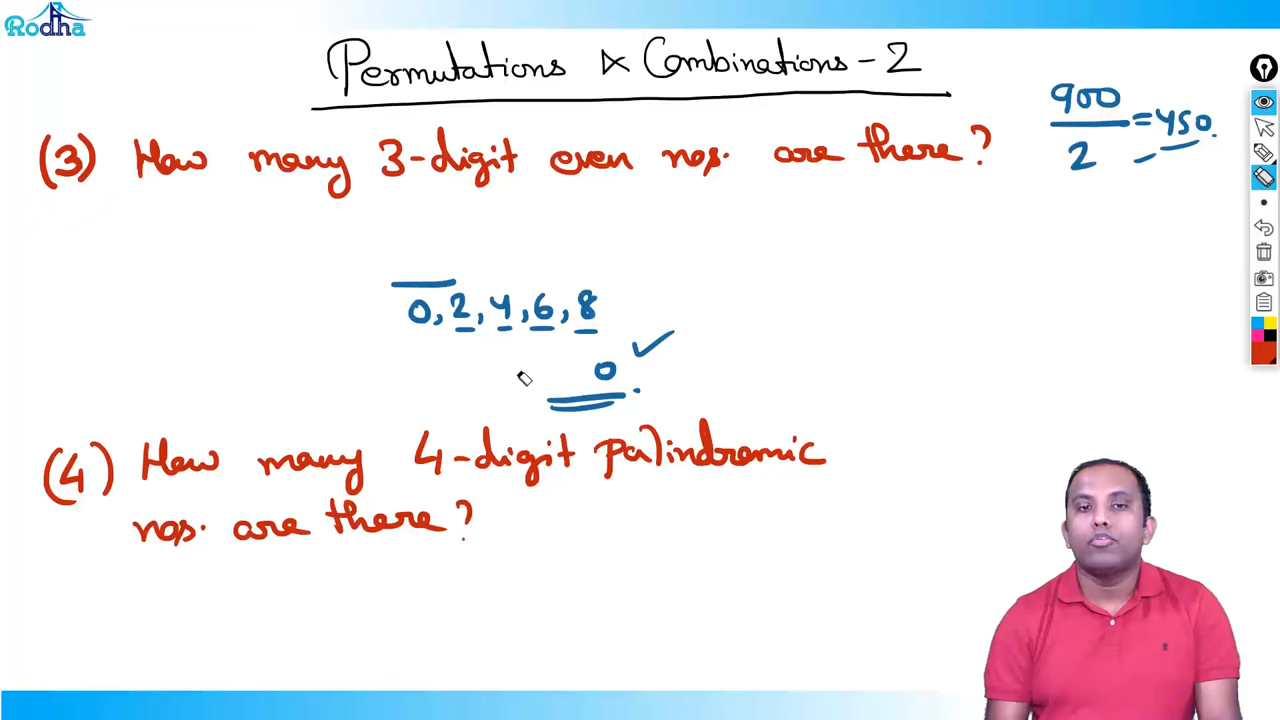 Rodha
Permutations & Combinations - 2
900
2
= 450.
(3) How many 3-digit even nos. are there?
0, 2, 4, 6, 8
0
(4) How many 4-digit palindromic
nos. are there?